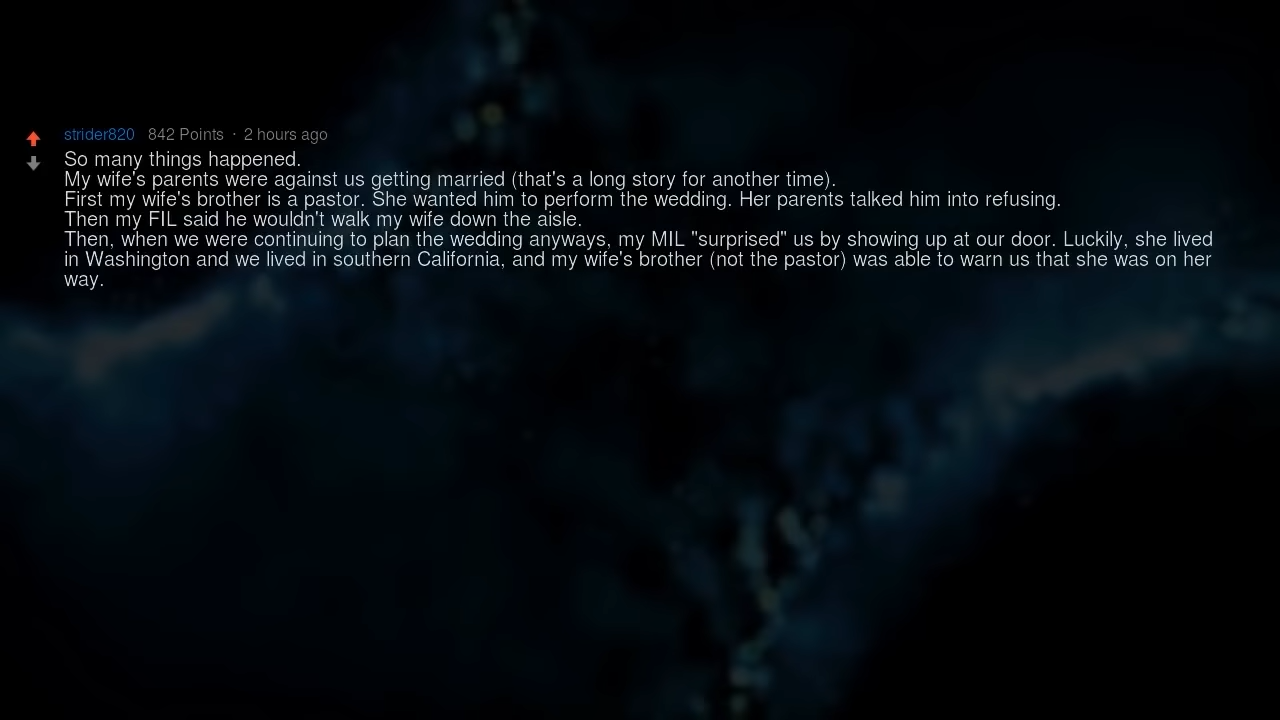 strider820 842 Points · 2 hours ago
So many things happened.
My wife's parents were against us getting married (that's a long story for another time).
First my wife's brother is a pastor. She wanted him to perform the wedding. Her parents talked him into refusing.
Then my FIL said he wouldn't walk my wife down the aisle.
Then, when we were continuing to plan the wedding anyways, my MIL "surprised" us by showing up at our door. Luckily, she lived
in Washington and we lived in southern California, and my wife's brother (not the pastor) was able to warn us that she was on her
way.